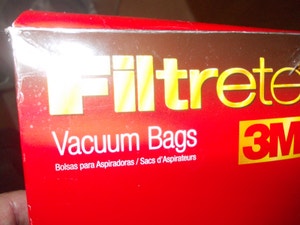 Filtrete
Vacuum Bags
3M
Bolsas para Aspiradoras / Sacs d'Aspirateurs